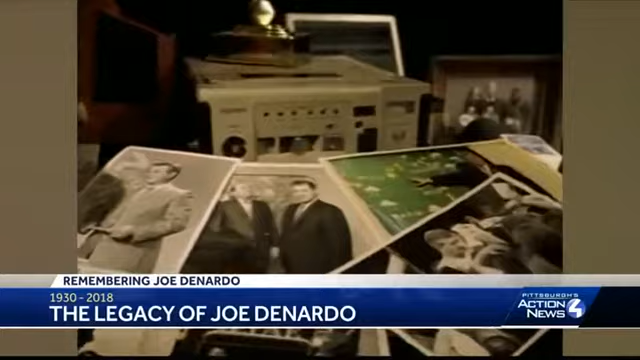 REMEMBERING JOE DENARDO
1930 - 2018
THE LEGACY OF JOE DENARDO
PITTSBURGH'S
ACTION
NEWS 4